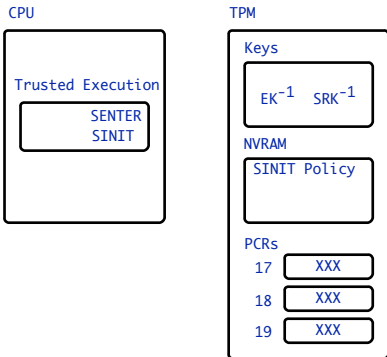 CPU
Trusted Execution
SENTER
SINIT
TPM
Keys
EK-1 SRK-1
NVRAM
SINIT Policy
PCRs
17 XXX
18 XXX
19 XXX